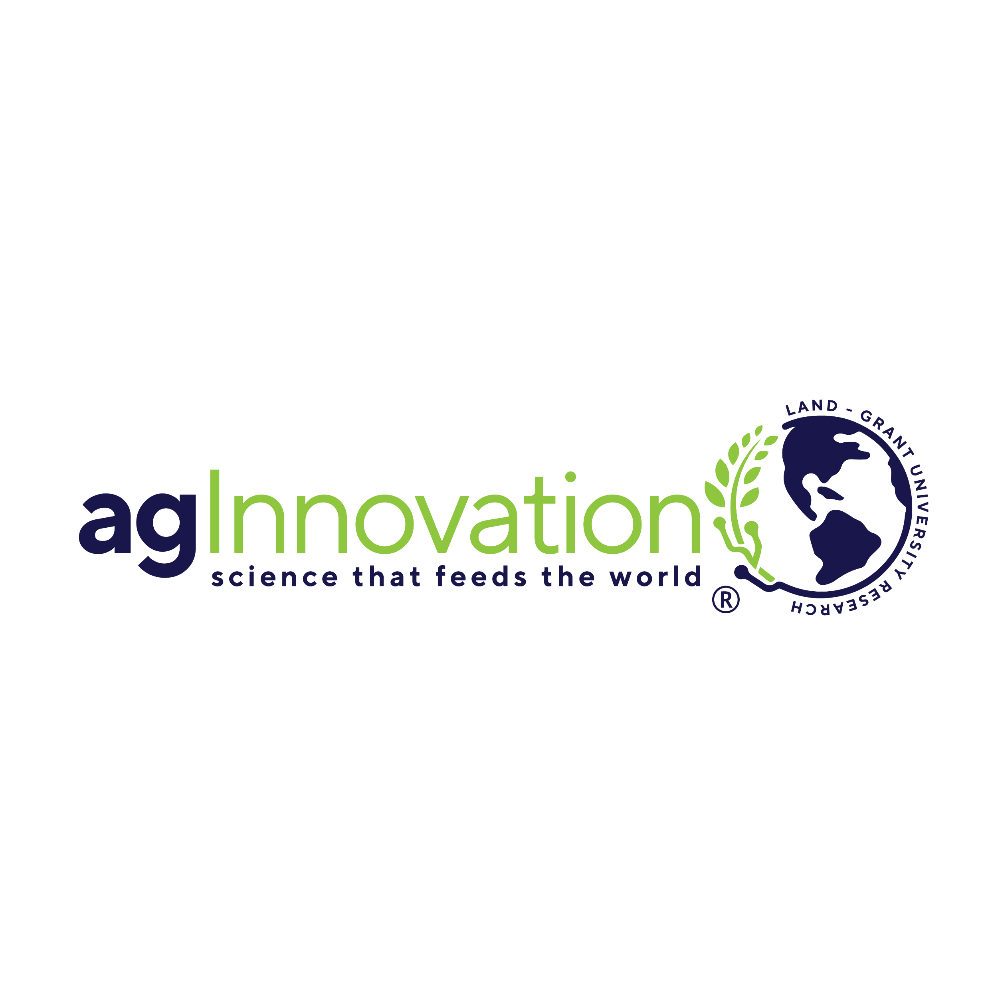 agInnovation
science that feeds the world
®
LAND - GRANT UNIVERSITY RESEARCH